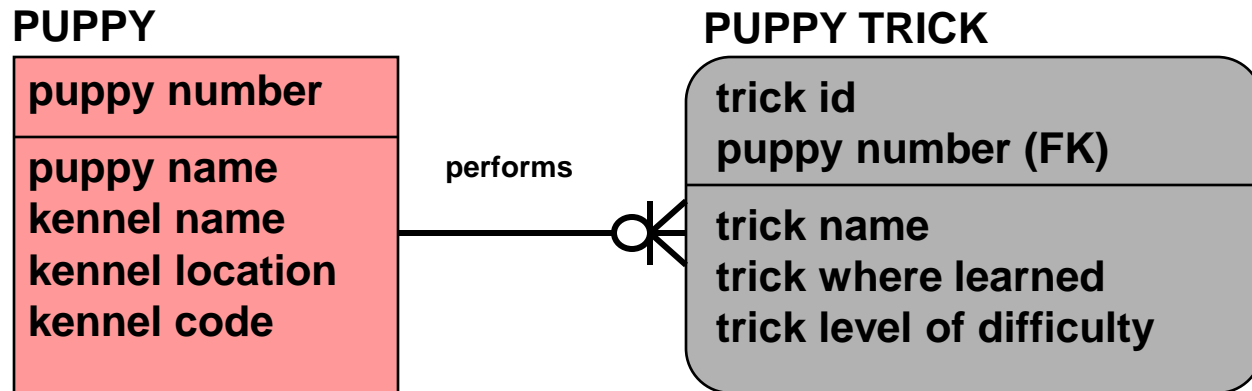 PUPPY
puppy number
puppy name
kennel name
kennel location
kennel code
performs
PUPPY TRICK
trick id
puppy number (FK)
trick name
trick where learned
trick level of difficulty